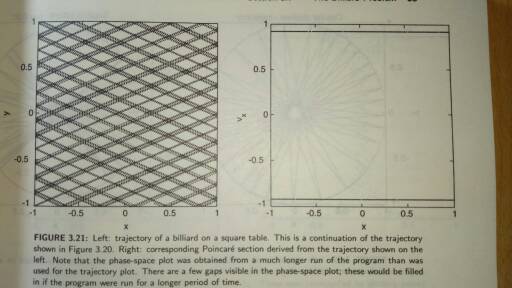 1
0.5
0
-0.5
-1
y
-1 -0.5 0 0.5 1
x
1
0.5
0
-0.5
-1
vx
-1 -0.5 0 0.5 1
x
FIGURE 3.21: Left: trajectory of a billiard on a square table. This is a continuation of the trajectory
shown in Figure 3.20. Right: corresponding Poincaré section derived from the trajectory shown on the
left. Note that the phase-space plot was obtained from a much longer run of the program than was
used for the trajectory plot. There are a few gaps visible in the phase-space plot; these would be filled
in if the program were run for a longer period of time.